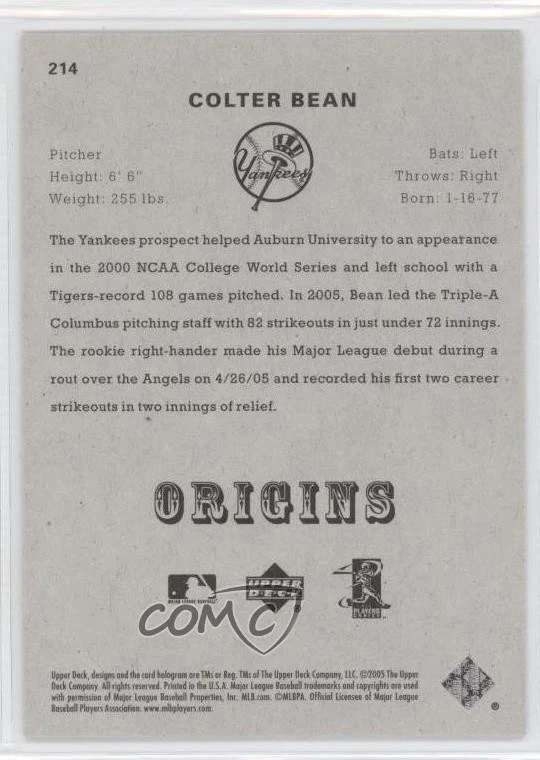 214
COLTER BEAN
Yankees
Pitcher
Height: 6' 6"
Weight: 255 lbs.
Bats: Left
Throws: Right
Born: 1-16-77
The Yankees prospect helped Auburn University to an appearance
in the 2000 NCAA College World Series and left school with a
Tigers-record 108 games pitched. In 2005, Bean led the Triple-A
Columbus pitching staff with 82 strikeouts in just under 72 innings.
The rookie right-hander made his Major League debut during a
rout over the Angels on 4/26/05 and recorded his first two career
strikeouts in two innings of relief.
ORIGINS
MAJOR LEAGUE BASEBALL
UPPER
DECK
®
PLAYERS
CHOICE
COMC
Upper Deck, designs and the card hologram are TMs or Reg. TMs of The Upper Deck Company, LLC. ©2005 The Upper
Deck Company. All rights reserved. Printed in the U.S.A. Major League Baseball trademarks and copyrights are used
with permission of Major League Baseball Properties, Inc. MLB.com. ©MLBPA. Official Licensee of Major League
Baseball Players Association. www.mlbplayers.com.
®